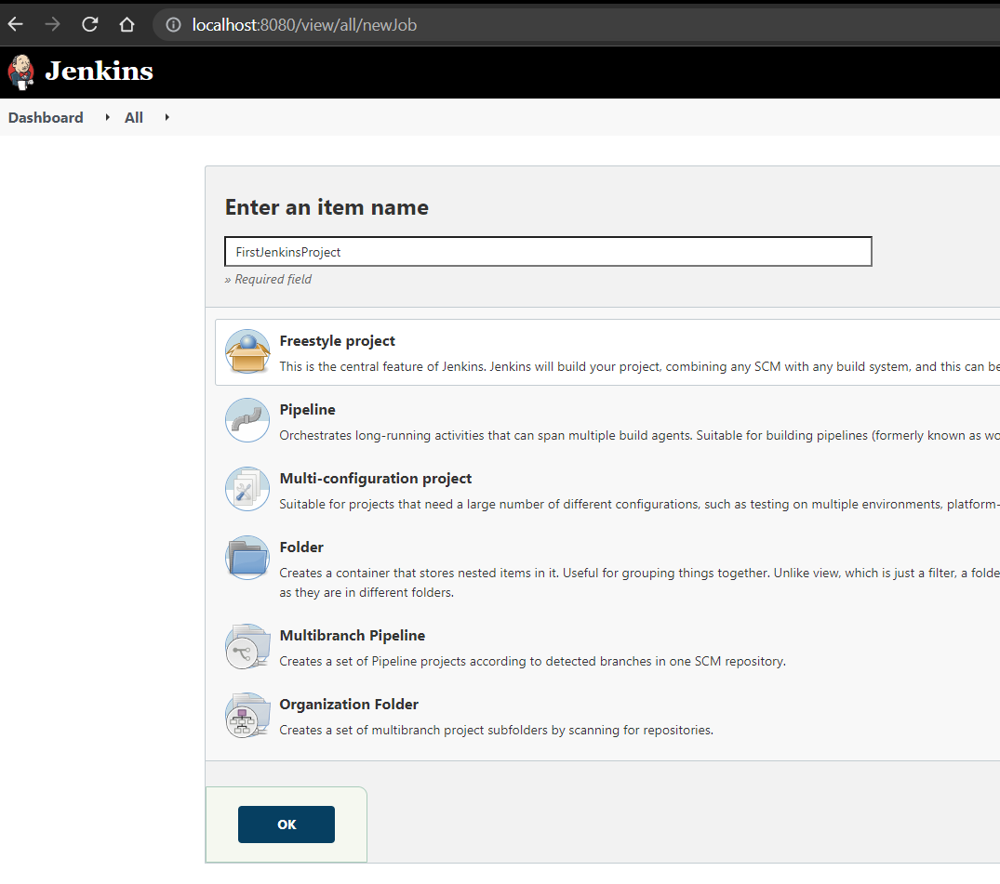 localhost:8080/view/all/newJob
Jenkins
Dashboard All
Enter an item name
FirstJenkinsProject
» Required field
Freestyle project
This is the central feature of Jenkins. Jenkins will build your project, combining any SCM with any build system, and this can be
Pipeline
Orchestrates long-running activities that can span multiple build agents. Suitable for building pipelines (formerly known as wo
Multi-configuration project
Suitable for projects that need a large number of different configurations, such as testing on multiple environments, platform-
Folder
Creates a container that stores nested items in it. Useful for grouping things together. Unlike view, which is just a filter, a folde
as they are in different folders.
Multibranch Pipeline
Creates a set of Pipeline projects according to detected branches in one SCM repository.
Organization Folder
Creates a set of multibranch project subfolders by scanning for repositories.
OK